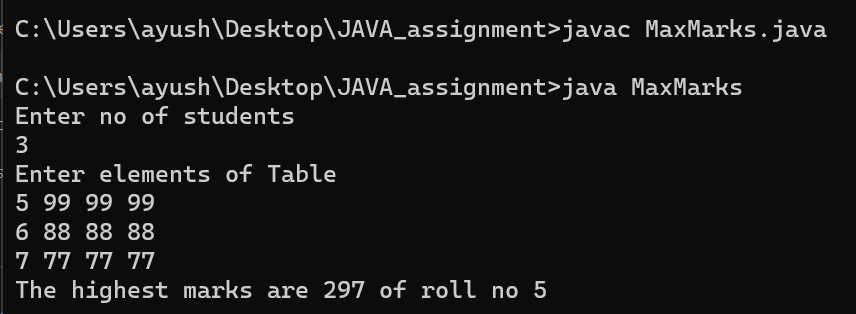 C:\Users\ayush\Desktop\JAVA_assignment>javac MaxMarks.java
C:\Users\ayush\Desktop\JAVA_assignment>java MaxMarks
Enter no of students
3
Enter elements of Table
5 99 99 99
6 88 88 88
7 77 77 77
The highest marks are 297 of roll no 5